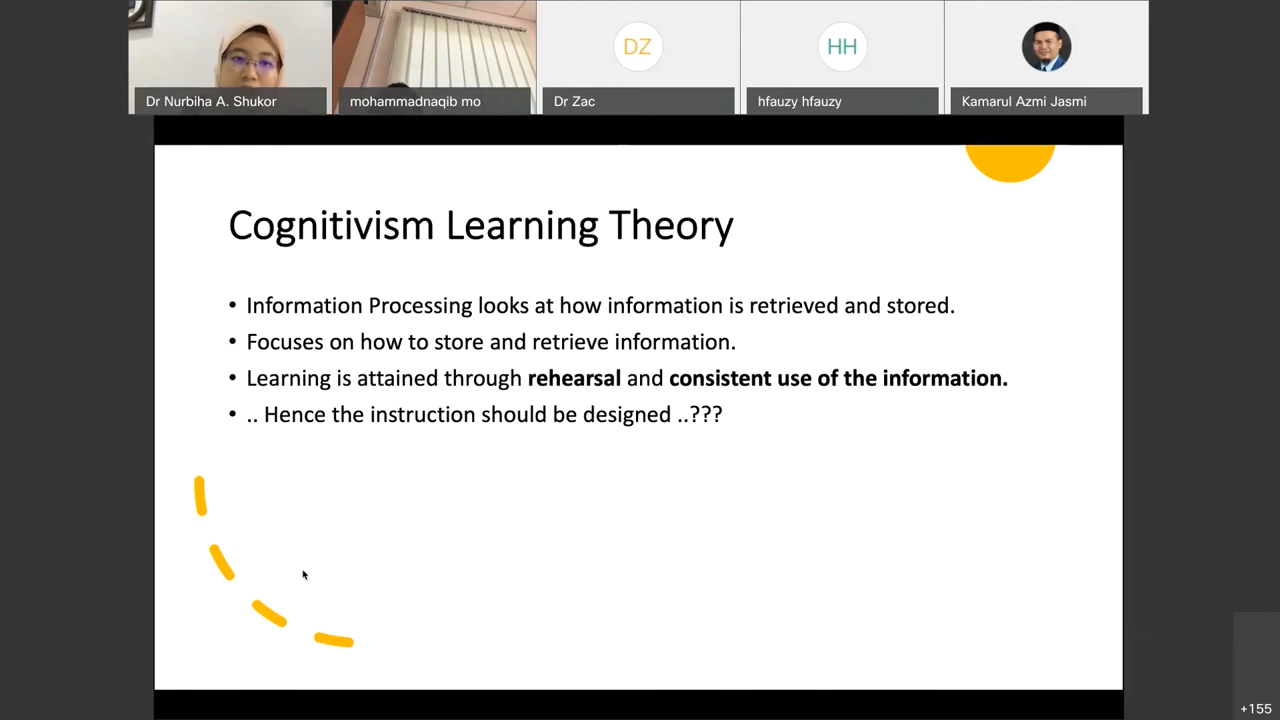 Dr Nurbiha A. Shukor
mohammadnaqib mo
DZ
Dr Zac
HH
hfauzy hfauzy
Kamarul Azmi Jasmi
Cognitivism Learning Theory
• Information Processing looks at how information is retrieved and stored.
• Focuses on how to store and retrieve information.
• Learning is attained through rehearsal and consistent use of the information.
• .. Hence the instruction should be designed ..???
+155